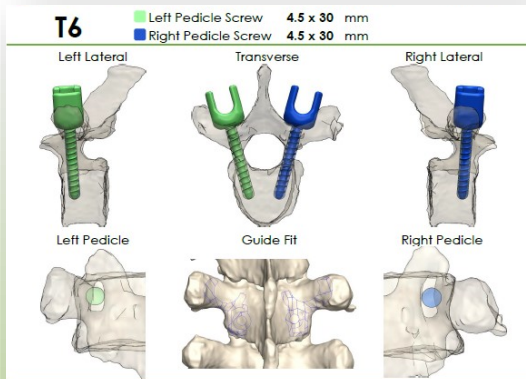 T6
Left Pedicle Screw 4.5 x 30 mm
Right Pedicle Screw 4.5 x 30 mm
Left Lateral Transverse Right Lateral
Left Pedicle Guide Fit Right Pedicle